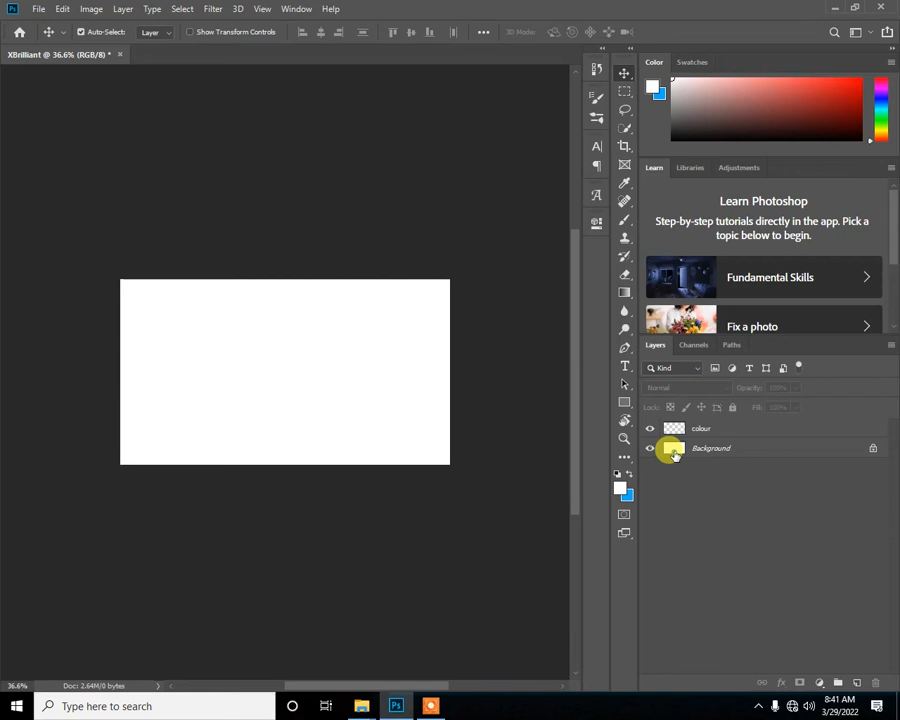 Ps File Edit Image Layer Type Select Filter 3D View Window Help
Auto-Select: Layer Show Transform Controls 3D Mode:
XBrilliant @ 36.6% (RGB/8) *
Color Swatches
Learn Libraries Adjustments
Learn Photoshop
Step-by-step tutorials directly in the app. Pick a
topic below to begin.
Fundamental Skills
Fix a photo
Layers Channels Paths
Kind
Normal Opacity: 100%
Lock: Fill: 100%
colour
Background
36.6% Doc: 2.64M/0 bytes
Type here to search
Ps
8:41 AM
3/29/2022